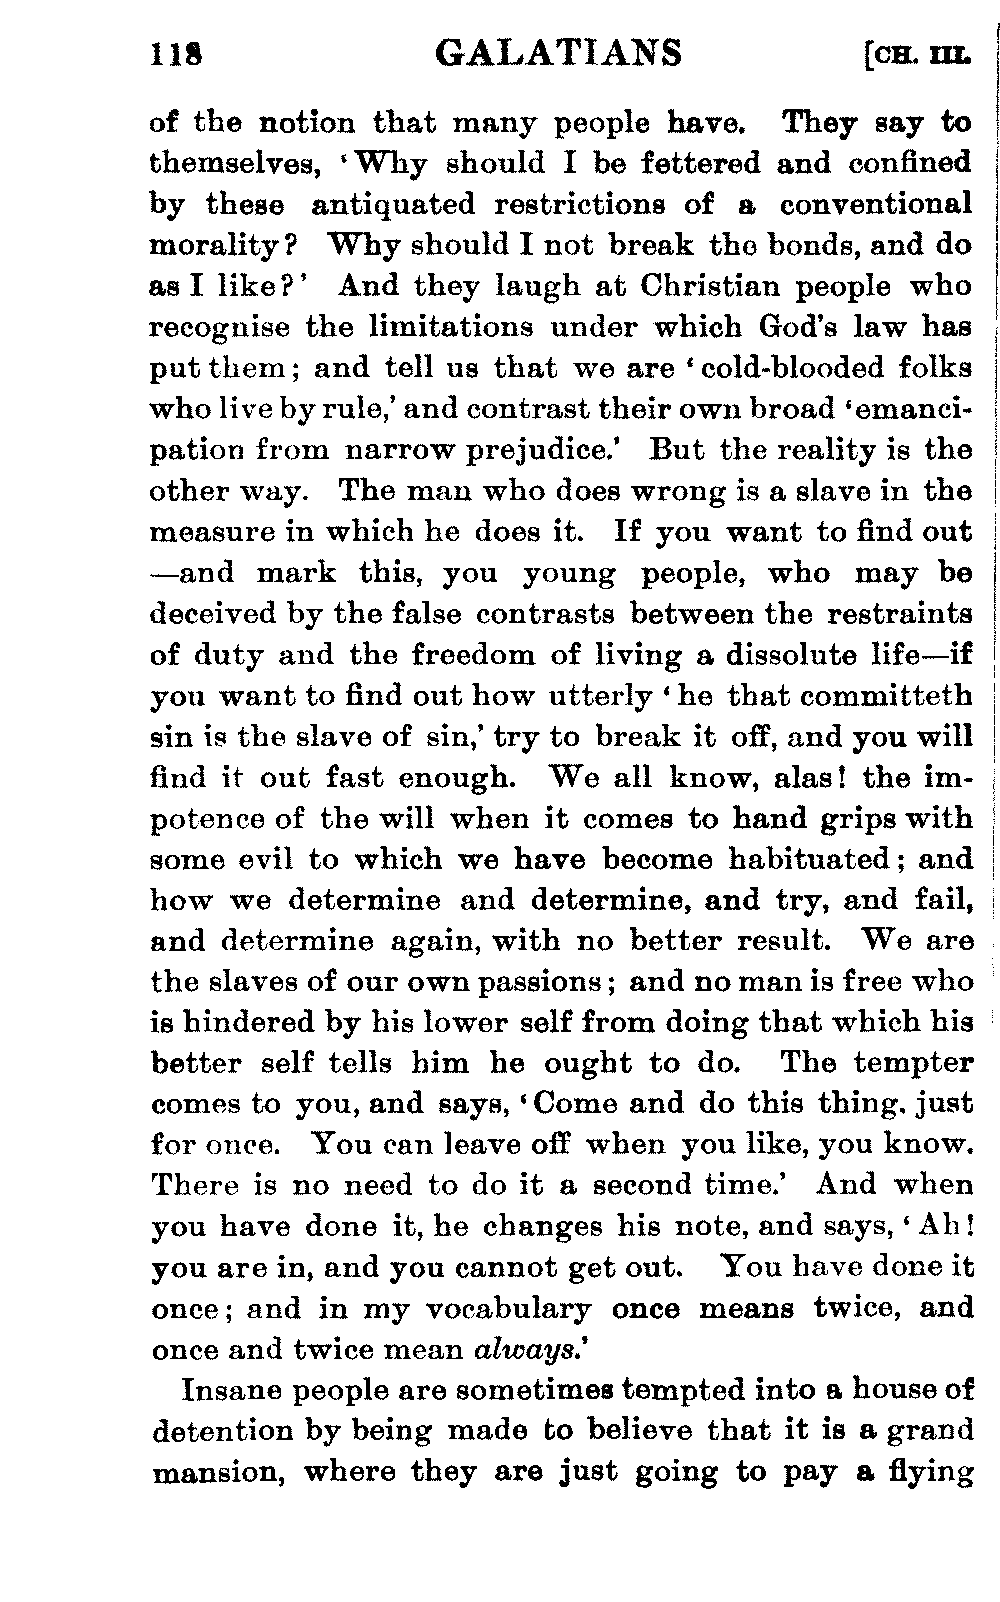 118 GALATIANS [CH. III.
of the notion that many people have. They say to
themselves, ‘Why should I be fettered and confined
by these antiquated restrictions of a conventional
morality? Why should I not break the bonds, and do
as I like?’ And they laugh at Christian people who
recognise the limitations under which God's law has
put them; and tell us that we are ‘cold-blooded folks
who live by rule,’ and contrast their own broad ‘emanci-
pation from narrow prejudice.’ But the reality is the
other way. The man who does wrong is a slave in the
measure in which he does it. If you want to find out
—and mark this, you young people, who may be
deceived by the false contrasts between the restraints
of duty and the freedom of living a dissolute life—if
you want to find out how utterly ‘he that committeth
sin is the slave of sin,’ try to break it off, and you will
find it out fast enough. We all know, alas! the im-
potence of the will when it comes to hand grips with
some evil to which we have become habituated; and
how we determine and determine, and try, and fail,
and determine again, with no better result. We are
the slaves of our own passions; and no man is free who
is hindered by his lower self from doing that which his
better self tells him he ought to do. The tempter
comes to you, and says, ‘Come and do this thing, just
for once. You can leave off when you like, you know.
There is no need to do it a second time.’ And when
you have done it, he changes his note, and says, ‘Ah!
you are in, and you cannot get out. You have done it
once; and in my vocabulary once means twice, and
once and twice mean always.’
Insane people are sometimes tempted into a house of
detention by being made to believe that it is a grand
mansion, where they are just going to pay a flying